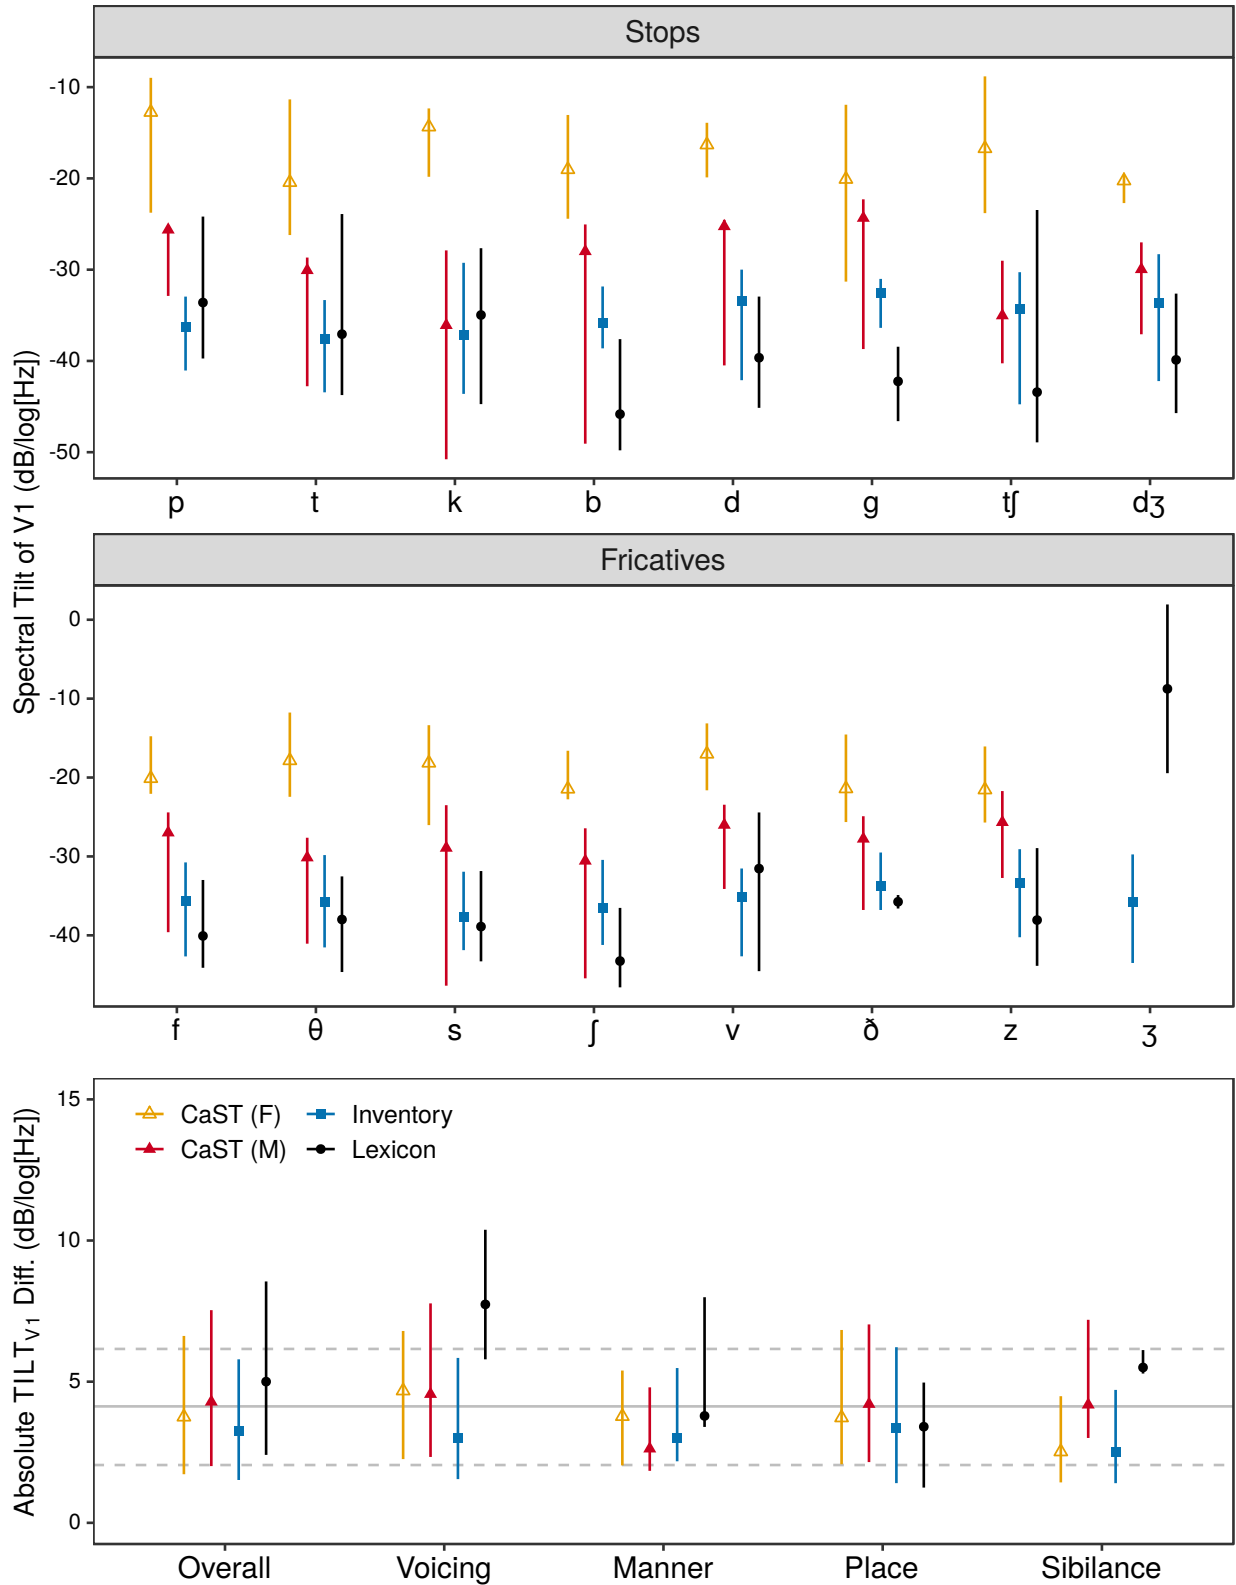 Stops
Spectral Tilt of V1 (dB/log[Hz])
-10
-20
-30
-40
-50
p t k b d g tʃ dʒ
Fricatives
0
-10
-20
-30
-40
f θ s ʃ v ð z ʒ
Absolute TILT_V1 Diff. (dB/log[Hz])
15
10
5
0
CaST (F) Inventory
CaST (M) Lexicon
Overall Voicing Manner Place Sibilance